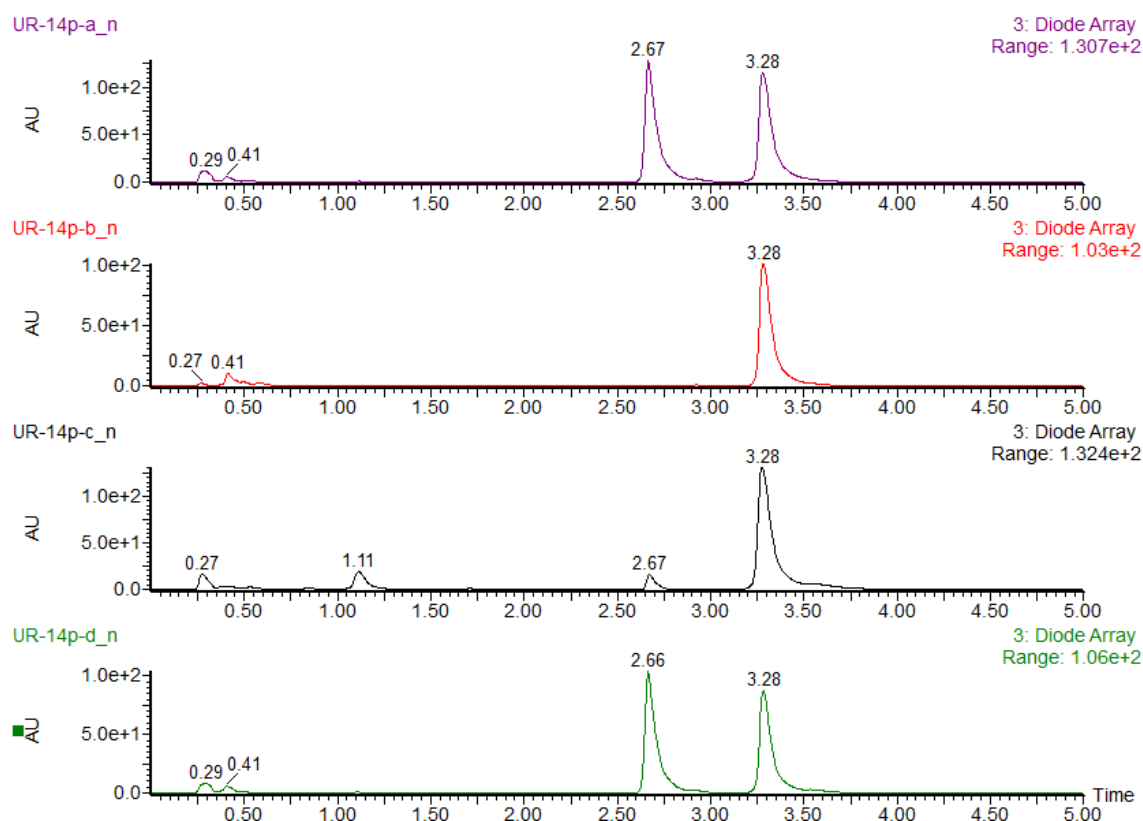 UR-14p-a_n
3: Diode Array
Range: 1.307e+2
2.67
3.28
1.0e+2
AU
5.0e+1
0.29
0.41
0.0
0.50 1.00 1.50 2.00 2.50 3.00 3.50 4.00 4.50 5.00
UR-14p-b_n
3: Diode Array
Range: 1.03e+2
3.28
1.0e+2
AU
5.0e+1
0.27
0.41
0.0
0.50 1.00 1.50 2.00 2.50 3.00 3.50 4.00 4.50 5.00
UR-14p-c_n
3: Diode Array
Range: 1.324e+2
3.28
1.0e+2
AU
5.0e+1
0.27
1.11
2.67
0.0
0.50 1.00 1.50 2.00 2.50 3.00 3.50 4.00 4.50 5.00
UR-14p-d_n
3: Diode Array
Range: 1.06e+2
2.66
3.28
1.0e+2
AU
5.0e+1
0.29
0.41
0.0
Time
0.50 1.00 1.50 2.00 2.50 3.00 3.50 4.00 4.50 5.00